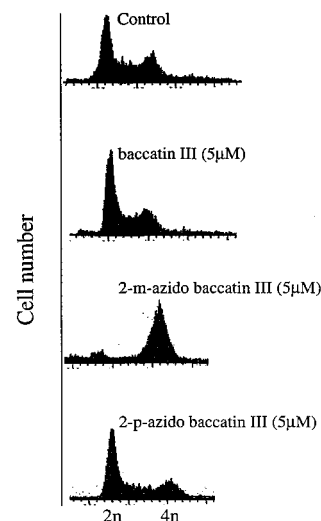 Control
baccatin III (5μM)
2-m-azido baccatin III (5μM)
2-p-azido baccatin III (5μM)
Cell number
2n 4n